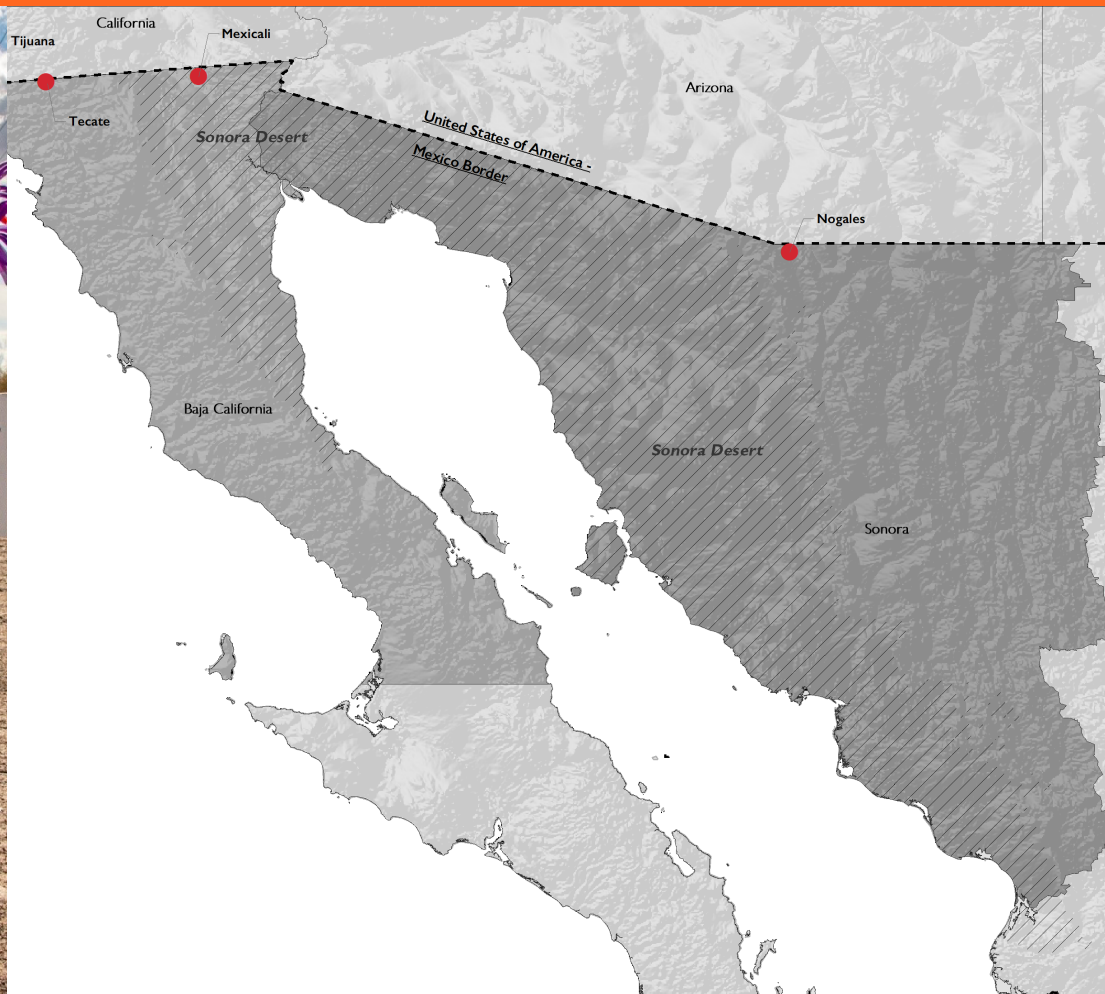 California
Tijuana
Mexicali
Arizona
Tecate
Sonora Desert
United States of America -
Mexico Border
Nogales
Baja California
Sonora Desert
Sonora